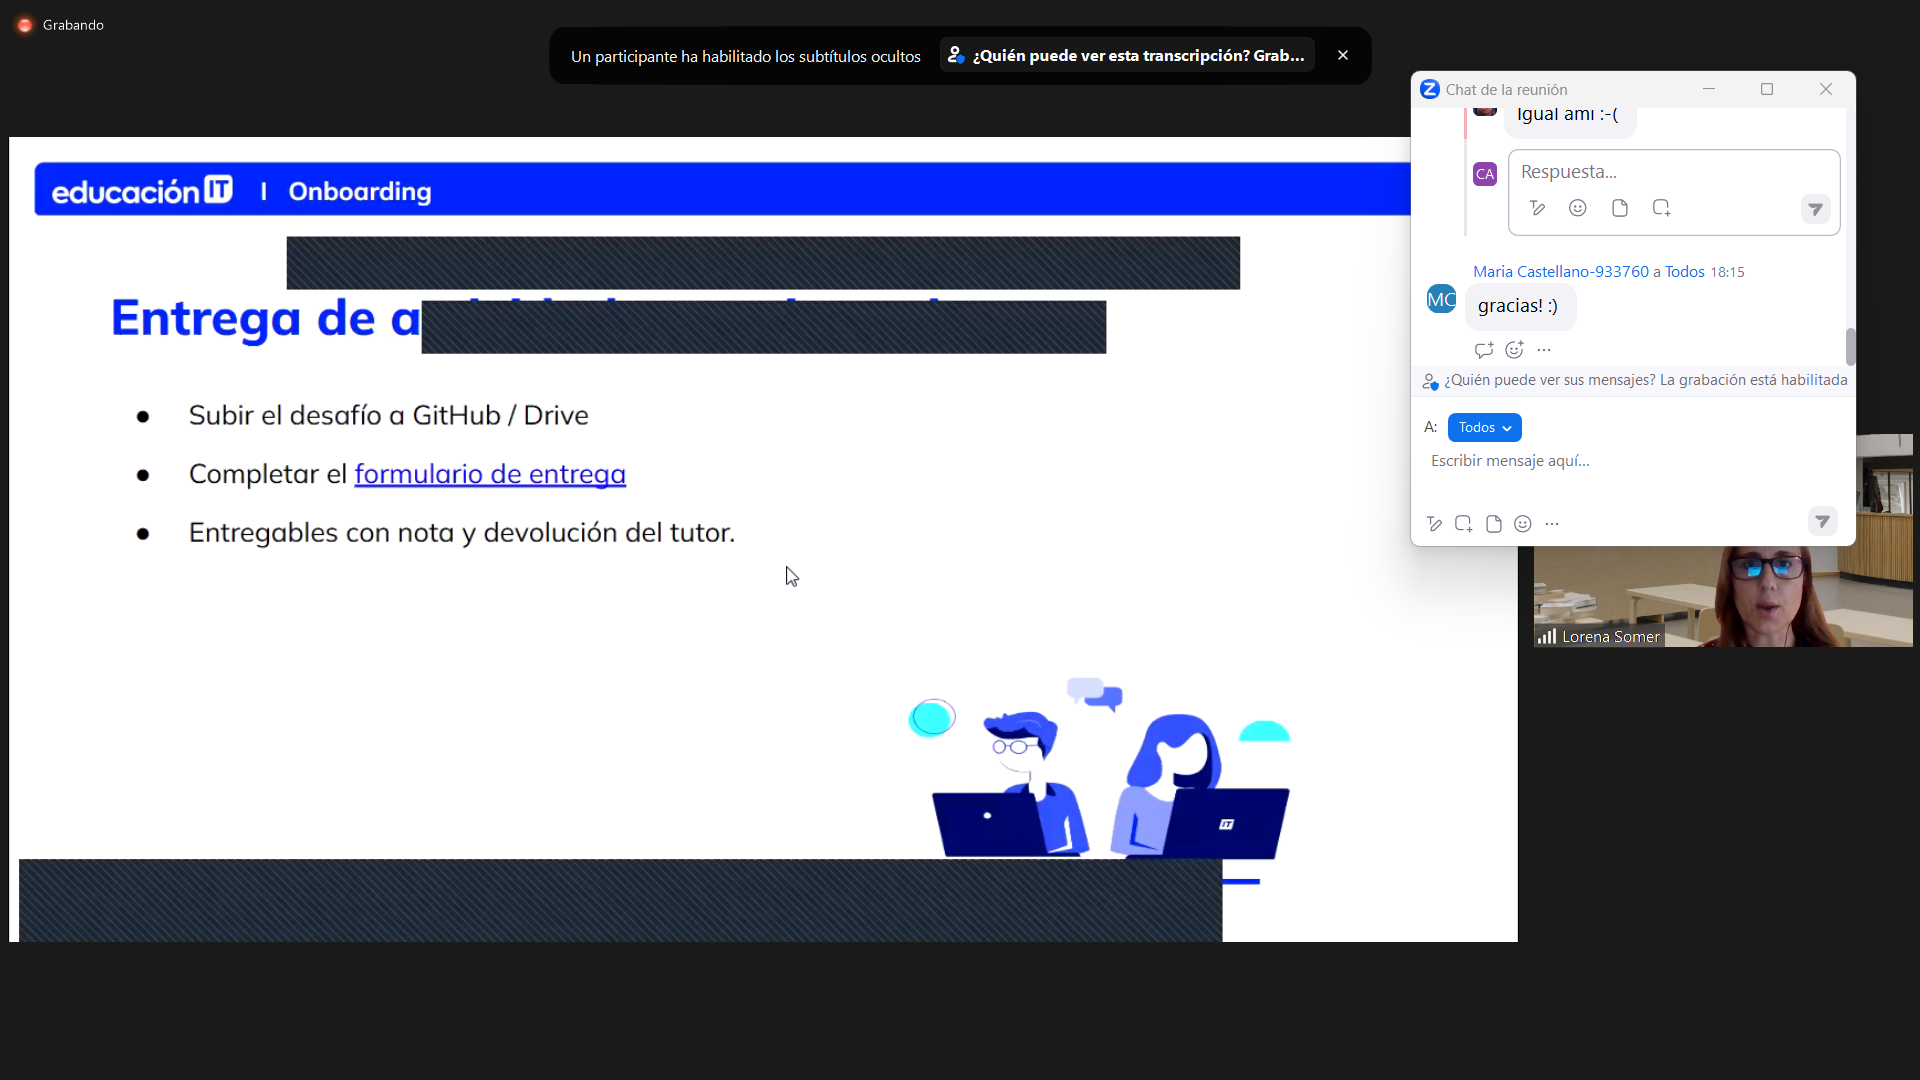 Grabando
Un participante ha habilitado los subtítulos ocultos
¿Quién puede ver esta transcripción? Grab...
educación IT | Onboarding
Entrega de a
Subir el desafío a GitHub / Drive
Completar el formulario de entrega
Entregables con nota y devolución del tutor.
IT
Chat de la reunión
Igual ami :-(
CA
Respuesta...
Maria Castellano-933760 a Todos 18:15
MC
gracias! :)
¿Quién puede ver sus mensajes? La grabación está habilitada
A: Todos
Escribir mensaje aquí...
Lorena Somer